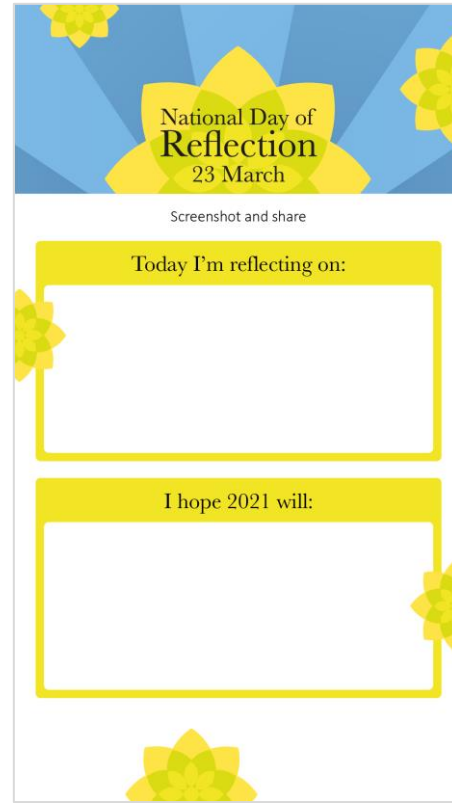 National Day of
Reflection
23 March
Screenshot and share
Today I’m reflecting on:
I hope 2021 will: